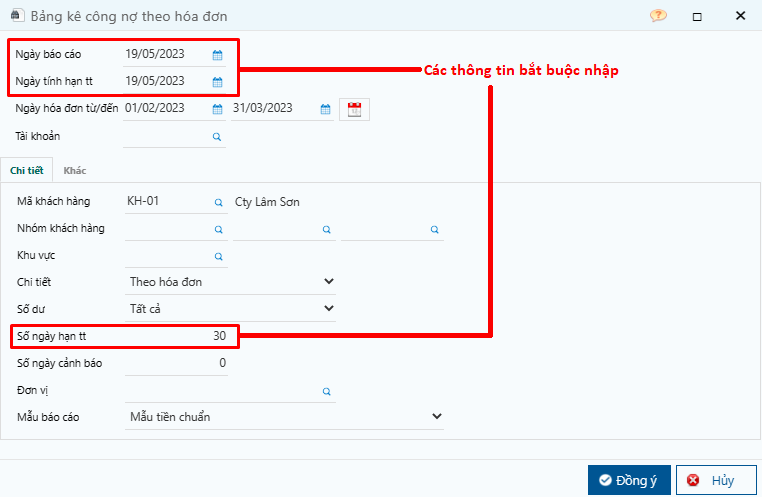 Bảng kê công nợ theo hóa đơn
Ngày báo cáo 19/05/2023
Ngày tính hạn tt 19/05/2023
Các thông tin bắt buộc nhập
Ngày hóa đơn từ/đến 01/02/2023 31/03/2023
Tài khoản
Chi tiết Khác
Mã khách hàng KH-01 Cty Lâm Sơn
Nhóm khách hàng
Khu vực
Chi tiết Theo hóa đơn
Số dư Tất cả
Số ngày hạn tt 30
Số ngày cảnh báo 0
Đơn vị
Mẫu báo cáo Mẫu tiền chuẩn
Đồng ý Hủy